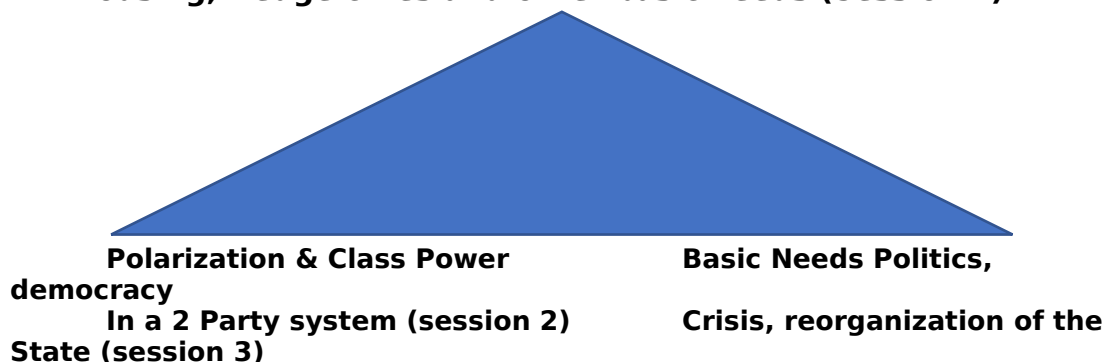 (session
Polarization & Class Power Basic Needs Politics,
democracy
In a 2 Party system (session 2) Crisis, reorganization of the
State (session 3)